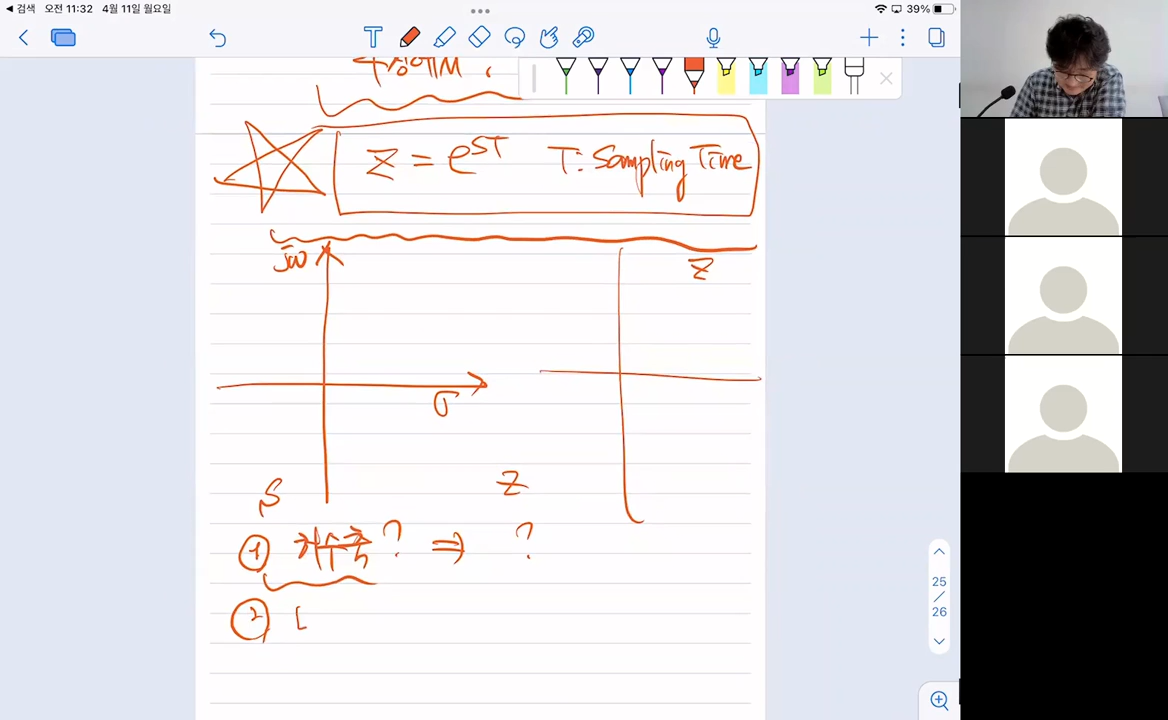 검색 오전 11:32 4월 11일 월요일 39%
T
Z = e^ST T: Sampling Time
jω
Z
σ
S Z
① 허수축? ⇒ ?
②
25
/
26